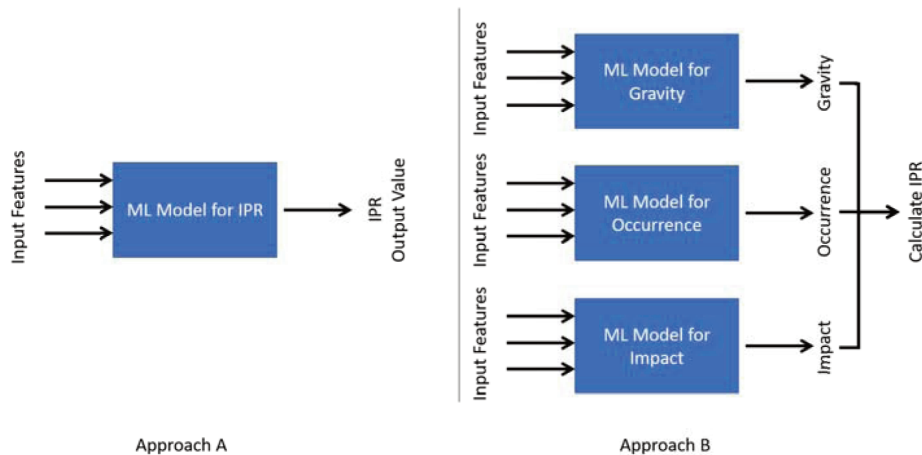 Input Features
ML Model for IPR
IPR
Output Value
Approach A
Input Features
ML Model for
Gravity
Gravity
Input Features
ML Model for
Occurrence
Occurrence
Input Features
ML Model for
Impact
Impact
Calculate IPR
Approach B